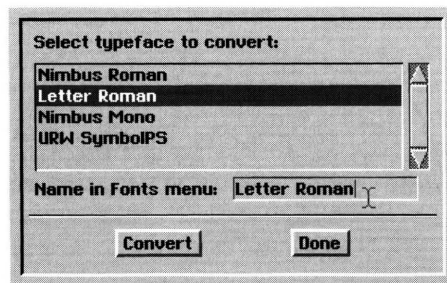 Select typeface to convert:
Nimbus Roman
Letter Roman
Nimbus Mono
URW SymbolPS
Name in Fonts menu: Letter Roman
Convert Done